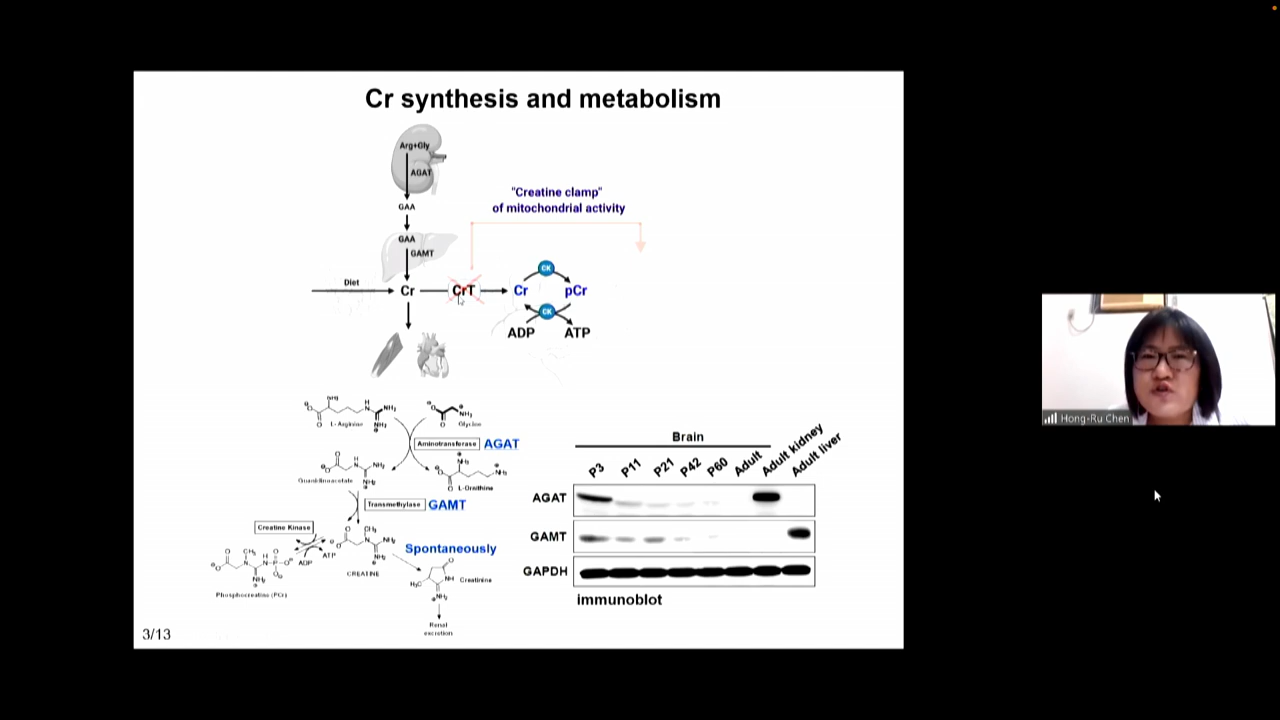 Cr synthesis and metabolism
Arg+Gly
AGAT
GAA
GAA
GAMT
"Creatine clamp"
of mitochondrial activity
Diet
Cr
CrT
Cr
CK
pCr
CK
ADP
ATP
L-Arginine
Glycine
Aminotransferase
AGAT
L-Ornithine
Transmethylase
GAMT
Creatine Kinase
ADP
ATP
CREATINE
Spontaneously
Creatinine
Phosphocreatine (PCr)
Renal
excretion
Brain
P3 P11 P21 P42 P60 Adult Adult kidney Adult liver
AGAT
GAMT
GAPDH
immunoblot
3/13
Hong-Ru Chen